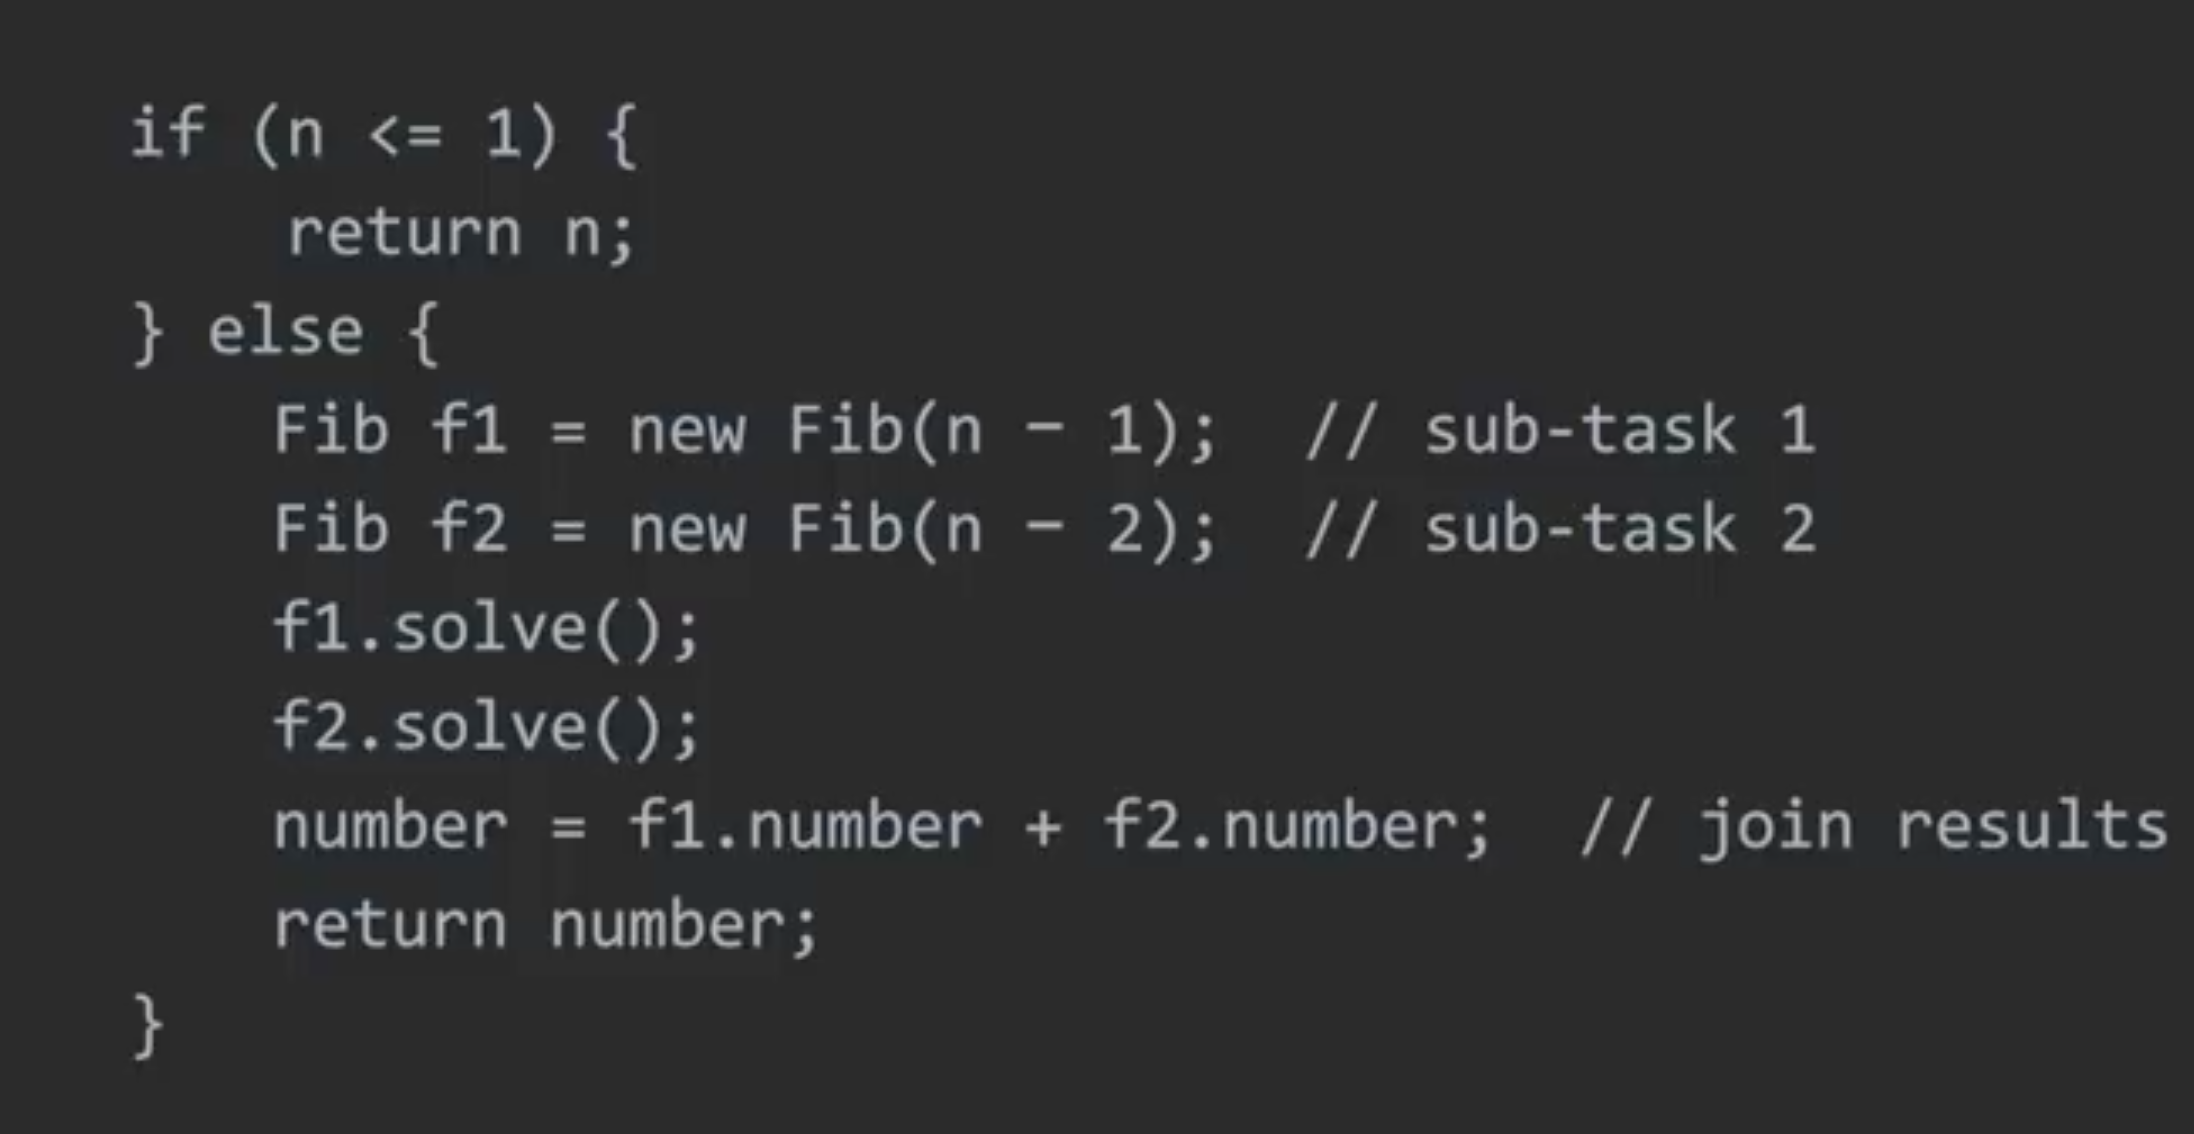 if (n <= 1) {
    return n;
} else {
    Fib f1 = new Fib(n − 1);  // sub-task 1
    Fib f2 = new Fib(n − 2);  // sub-task 2
    f1.solve();
    f2.solve();
    number = f1.number + f2.number;  // join results
    return number;
}